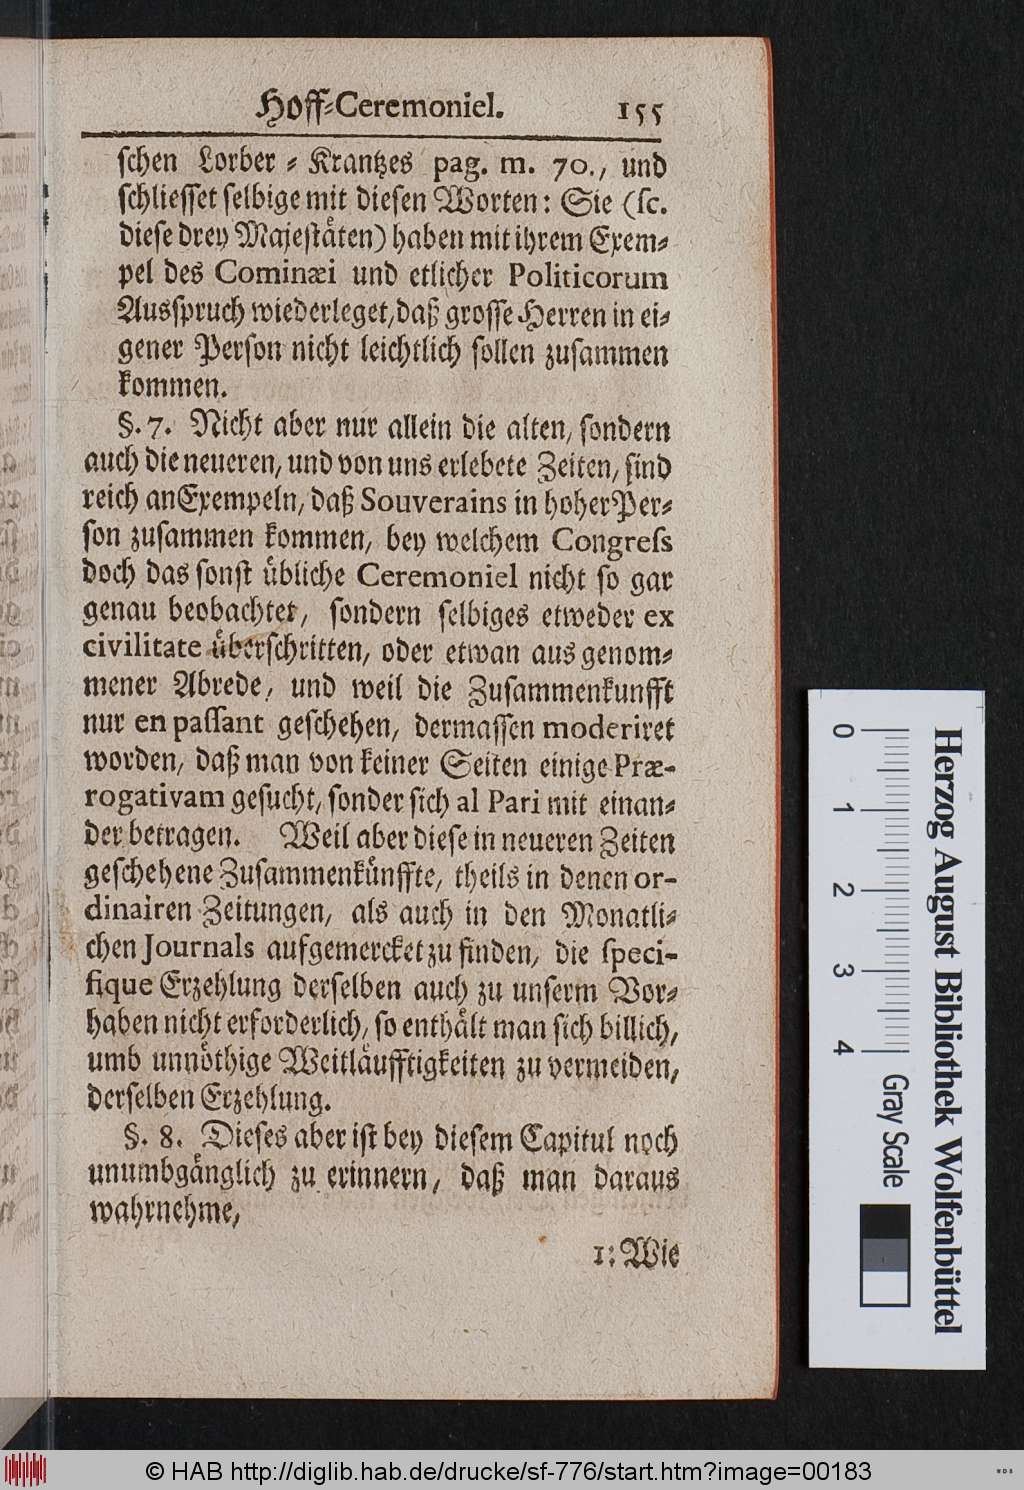 Hoff-Ceremoniel. 155
schen Lorber-Krantzes pag. m. 70., und
schliesset selbige mit diesen Worten: Sie (sc.
diese drey Majestäten) haben mit ihrem Exem-
pel des Cominæi und etlicher Politicorum
Ausspruch wiederleget, daß grosse Herren in ei-
gener Person nicht leichtlich sollen zusammen
kommen.
§. 7. Nicht aber nur allein die alten, sondern
auch die neueren, und von uns erlebete Zeiten, sind
reich an Exempeln, daß Souverains in hoher Per-
son zusammen kommen, bey welchem Congress
doch das sonst übliche Ceremoniel nicht so gar
genau beobachtet, sondern selbiges etweder ex
civilitate überschritten, oder etwan aus genom-
mener Abrede, und weil die Zusammenkunfft
nur en passant geschehen, dermassen moderiret
worden, daß man von keiner Seiten einige Præ-
rogativam gesucht, sonder sich al Pari mit einan-
der betragen. Weil aber diese in neueren Zeiten
geschehene Zusammenkünffte, theils in denen or-
dinairen Zeitungen, als auch in den Monatli-
chen Journals aufgemercket zu finden, die speci-
fique Erzehlung derselben auch zu unserm Vor-
haben nicht erforderlich, so enthält man sich billich,
umb unnöthige Weitläufftigkeiten zu vermeiden,
derselben Erzehlung.
§. 8. Dieses aber ist bey diesem Capitul noch
unumbgänglich zu erinnern, daß man daraus
wahrnehme,
1: Wie
0 1 2 3 4 Gray Scale
Herzog August Bibliothek Wolfenbüttel
© HAB http://diglib.hab.de/drucke/sf-776/start.htm?image=00183